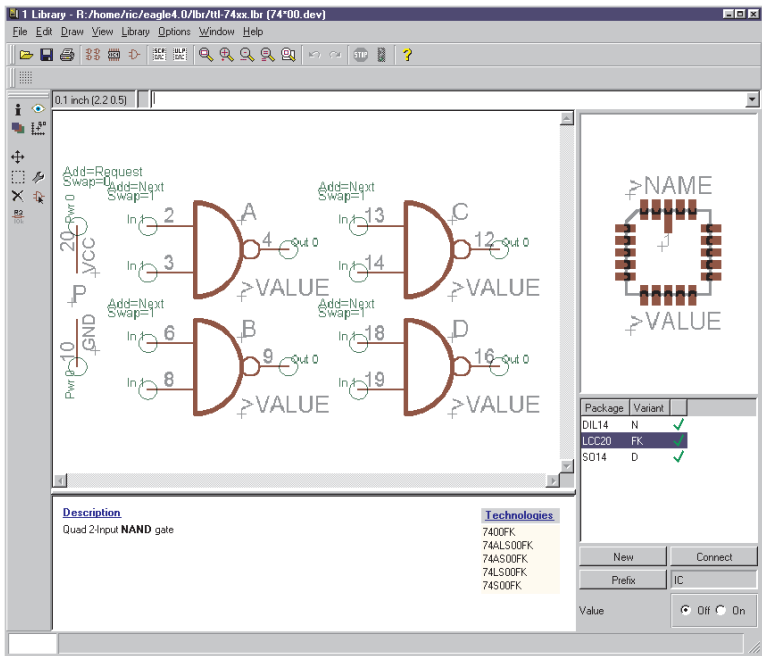 1 Library - R:/home/ric/eagle4.0/lbr/ttl-74xx.lbr (74*00.dev)
File Edit Draw View Library Options Window Help
SCR ULP STOP ?
0.1 inch (2.2 0.5)
Add=Request
Swap=0
Pwr 0
20
VCC
P
GND
10
Pwr 0
Add=Next
Swap=1
In 1 2
A
4 Out 0
In 1 3
>VALUE
Add=Next
Swap=1
In 1 13
C
12 Out 0
In 1 14
>VALUE
Add=Next
Swap=1
In 1 6
B
9 Out 0
In 1 8
>VALUE
Add=Next
Swap=1
In 1 18
D
16 Out 0
In 1 19
>VALUE
>NAME
>VALUE
Package Variant
DIL14 N
LCC20 FK
SO14 D
Description
Quad 2-Input NAND gate
Technologies
7400FK
74ALS00FK
74AS00FK
74LS00FK
74S00FK
New Connect
Prefix IC
Value Off On